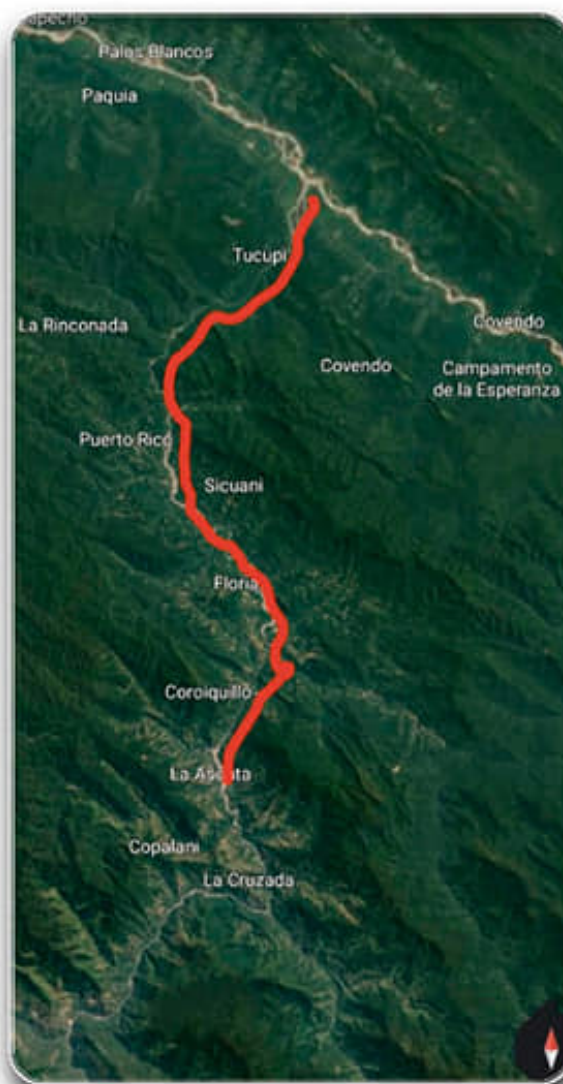 Palos Blancos
Paquia
Tucupi
La Rinconada
Covendo
Covendo
Campamento
de la Esperanza
Puerto Rico
Sicuani
Floria
Coroiquillo
La Asunta
Copalani
La Cruzada